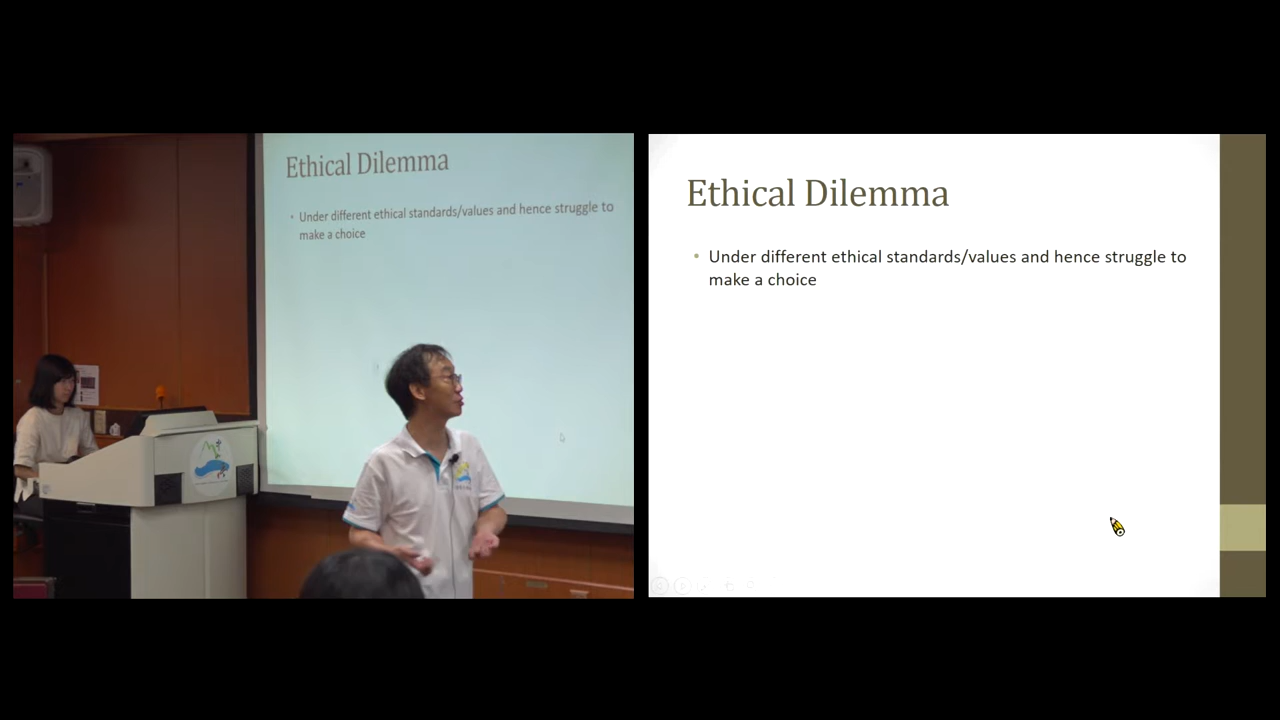 Ethical Dilemma
• Under different ethical standards/values and hence struggle to
make a choice
Ethical Dilemma
• Under different ethical standards/values and hence struggle to
make a choice